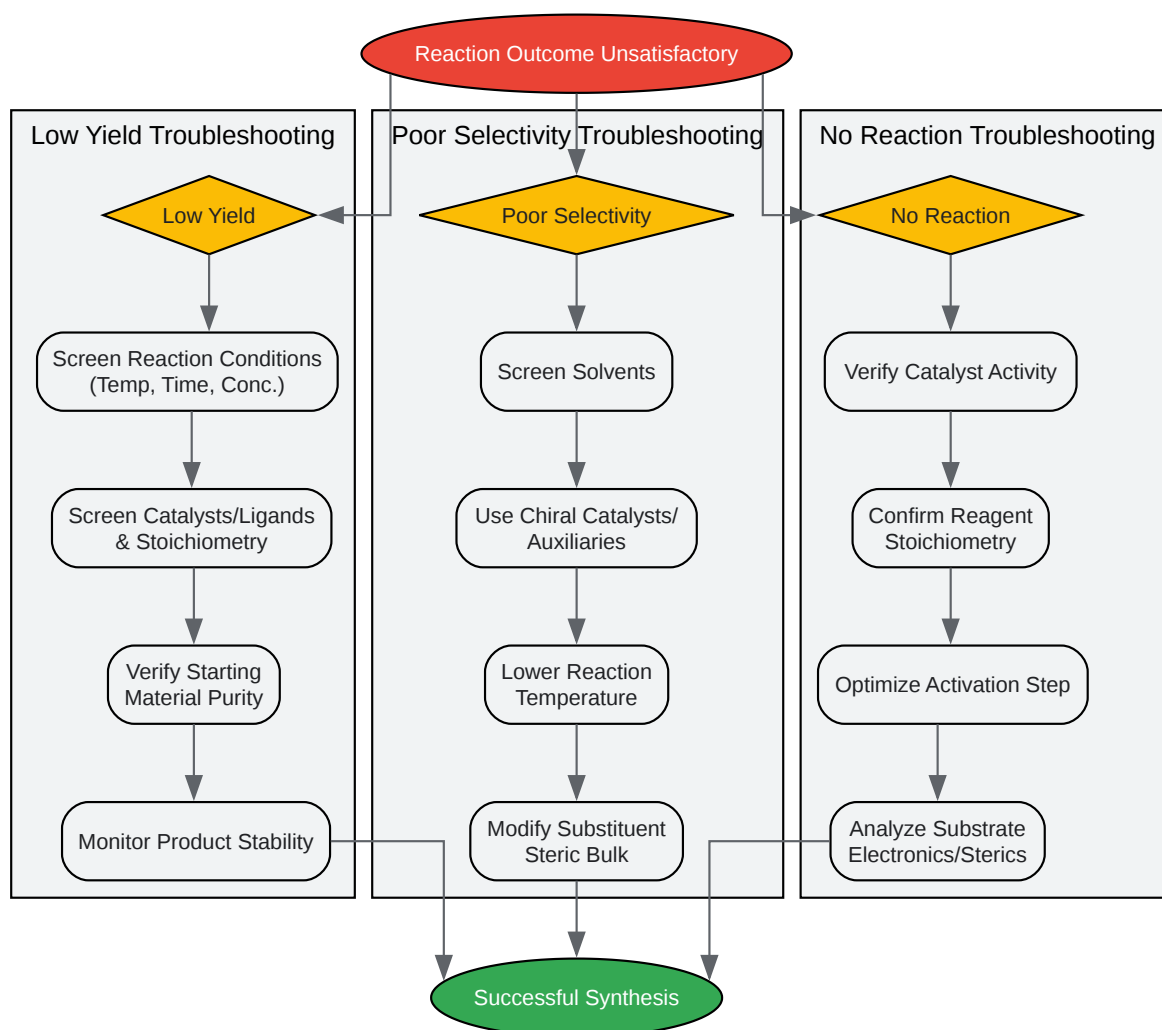 Reaction Outcome Unsatisfactory
Low Yield Troubleshooting
Low Yield
Screen Reaction Conditions
(Temp, Time, Conc.)
Screen Catalysts/Ligands
& Stoichiometry
Verify Starting
Material Purity
Monitor Product Stability
Poor Selectivity Troubleshooting
Poor Selectivity
Screen Solvents
Use Chiral Catalysts/
Auxiliaries
Lower Reaction
Temperature
Modify Substituent
Steric Bulk
No Reaction Troubleshooting
No Reaction
Verify Catalyst Activity
Confirm Reagent
Stoichiometry
Optimize Activation Step
Analyze Substrate
Electronics/Sterics
Successful Synthesis